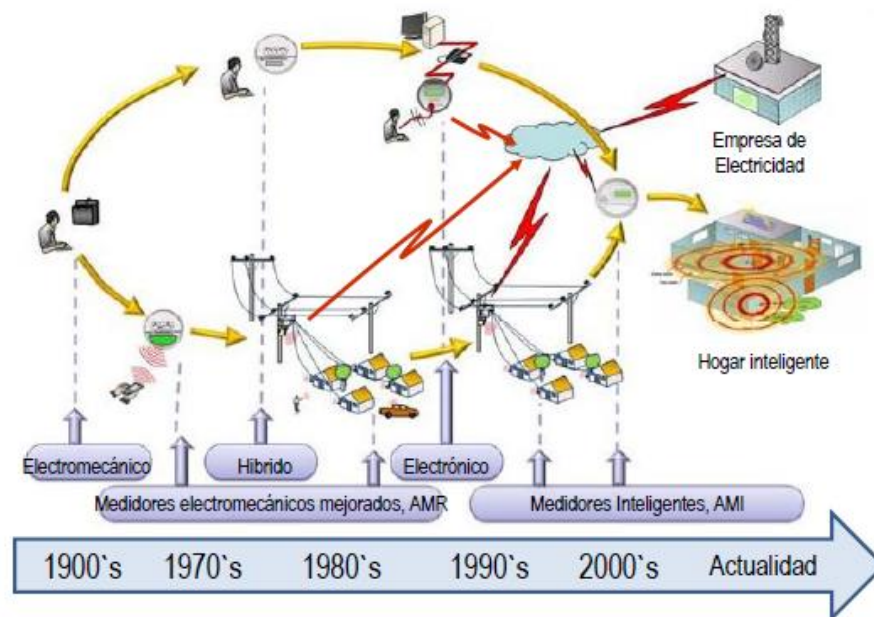 Empresa de
Electricidad
Hogar inteligente
Electromecánico
Hibrido
Electrónico
Medidores electromecánicos mejorados, AMR
Medidores Inteligentes, AMI
1900`s
1970`s
1980`s
1990`s
2000`s
Actualidad